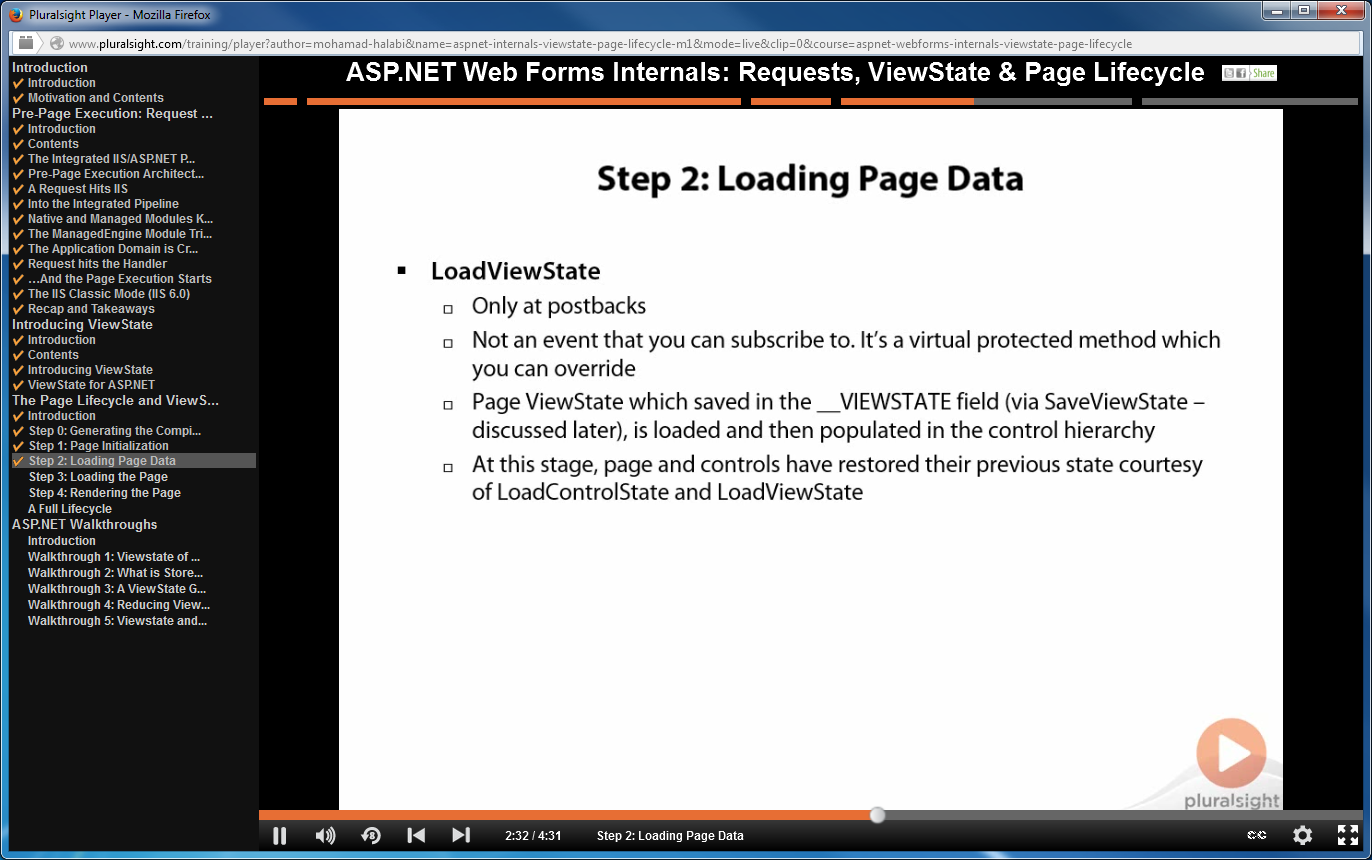 Pluralsight Player - Mozilla Firefox
www.pluralsight.com/training/player?author=mohamad-halabi&name=aspnet-internals-viewstate-page-lifecycle-m1&mode=live&clip=0&course=aspnet-webforms-internals-viewstate-page-lifecycle
Introduction
Introduction
Motivation and Contents
Pre-Page Execution: Request ...
Introduction
Contents
The Integrated IIS/ASP.NET P...
Pre-Page Execution Architect...
A Request Hits IIS
Into the Integrated Pipeline
Native and Managed Modules K...
The ManagedEngine Module Tri...
The Application Domain is Cr...
Request hits the Handler
...And the Page Execution Starts
The IIS Classic Mode (IIS 6.0)
Recap and Takeaways
Introducing ViewState
Introduction
Contents
Introducing ViewState
ViewState for ASP.NET
The Page Lifecycle and ViewS...
Introduction
Step 0: Generating the Compi...
Step 1: Page Initialization
Step 2: Loading Page Data
Step 3: Loading the Page
Step 4: Rendering the Page
A Full Lifecycle
ASP.NET Walkthroughs
Introduction
Walkthrough 1: Viewstate of ...
Walkthrough 2: What is Store...
Walkthrough 3: A ViewState G...
Walkthrough 4: Reducing View...
Walkthrough 5: Viewstate and...
ASP.NET Web Forms Internals: Requests, ViewState & Page Lifecycle
Share
Step 2: Loading Page Data
▪ LoadViewState
▫ Only at postbacks
▫ Not an event that you can subscribe to. It's a virtual protected method which
you can override
▫ Page ViewState which saved in the __VIEWSTATE field (via SaveViewState –
discussed later), is loaded and then populated in the control hierarchy
▫ At this stage, page and controls have restored their previous state courtesy
of LoadControlState and LoadViewState
pluralsight
8
2:32 / 4:31
Step 2: Loading Page Data
CC